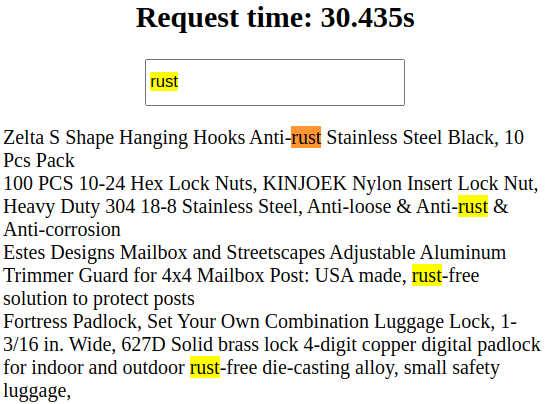 Request time: 30.435s
rust
Zelta S Shape Hanging Hooks Anti-rust Stainless Steel Black, 10
Pcs Pack
100 PCS 10-24 Hex Lock Nuts, KINJOEK Nylon Insert Lock Nut,
Heavy Duty 304 18-8 Stainless Steel, Anti-loose & Anti-rust &
Anti-corrosion
Estes Designs Mailbox and Streetscapes Adjustable Aluminum
Trimmer Guard for 4x4 Mailbox Post: USA made, rust-free
solution to protect posts
Fortress Padlock, Set Your Own Combination Luggage Lock, 1-
3/16 in. Wide, 627D Solid brass lock 4-digit copper digital padlock
for indoor and outdoor rust-free die-casting alloy, small safety
luggage,